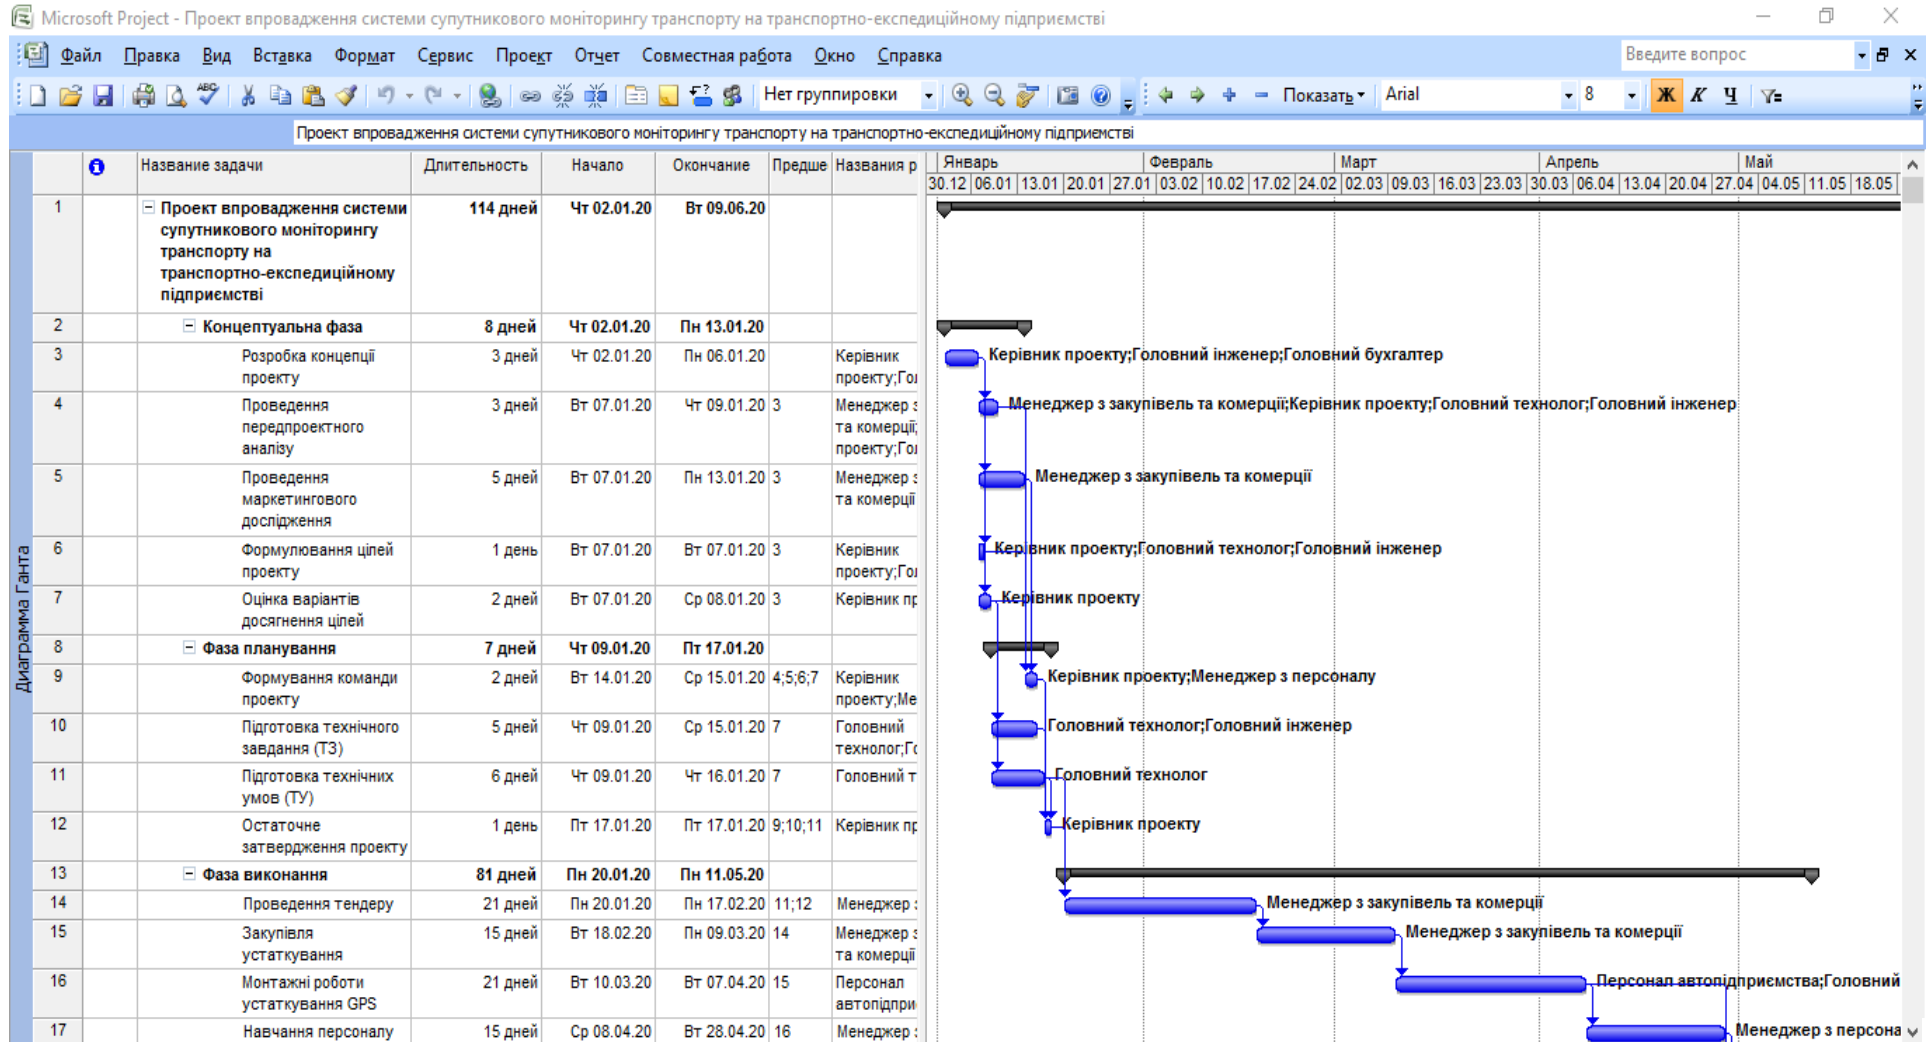 Microsoft Project - Проект впровадження системи супутникового моніторингу транспорту на транспортно-експедиційному підприємстві
Файл Правка Вид Вставка Формат Сервис Проект Отчет Совместная работа Окно Справка Введите вопрос
Нет группировки Показать Arial 8 Ж К Ч
Проект впровадження системи супутникового моніторингу транспорту на транспортно-експедиційному підприємстві
Название задачи Длительность Начало Окончание Предше Названия р Январь Февраль Март Апрель Май
30.12 06.01 13.01 20.01 27.01 03.02 10.02 17.02 24.02 02.03 09.03 16.03 23.03 30.03 06.04 13.04 20.04 27.04 04.05 11.05 18.05
1 Проект впровадження системи 114 дней Чт 02.01.20 Вт 09.06.20
супутникового моніторингу
транспорту на
транспортно-експедиційному
підприємстві
2 Концептуальна фаза 8 дней Чт 02.01.20 Пн 13.01.20
3 Розробка концепції 3 дней Чт 02.01.20 Пн 06.01.20 Керівник Керівник проекту;Головний інженер;Головний бухгалтер
проекту проекту;Гол
4 Проведення 3 дней Вт 07.01.20 Чт 09.01.20 3 Менеджер з Менеджер з закупівель та комерції;Керівник проекту;Головний технолог;Головний інженер
передпроектного та комерції;
аналізу проекту;Гол
5 Проведення 5 дней Вт 07.01.20 Пн 13.01.20 3 Менеджер з Менеджер з закупівель та комерції
маркетингового та комерції
дослідження
6 Формулювання цілей 1 день Вт 07.01.20 Вт 07.01.20 3 Керівник Керівник проекту;Головний технолог;Головний інженер
проекту проекту;Гол
7 Оцінка варіантів 2 дней Вт 07.01.20 Ср 08.01.20 3 Керівник пр Керівник проекту
досягнення цілей
8 Фаза планування 7 дней Чт 09.01.20 Пт 17.01.20
9 Формування команди 2 дней Вт 14.01.20 Ср 15.01.20 4;5;6;7 Керівник Керівник проекту;Менеджер з персоналу
проекту проекту;Ме
10 Підготовка технічного 5 дней Чт 09.01.20 Ср 15.01.20 7 Головний Головний технолог;Головний інженер
завдання (ТЗ) технолог;Го
11 Підготовка технічних 6 дней Чт 09.01.20 Чт 16.01.20 7 Головний т Головний технолог
умов (ТУ)
12 Остаточне 1 день Пт 17.01.20 Пт 17.01.20 9;10;11 Керівник пр Керівник проекту
затвердження проекту
13 Фаза виконання 81 дней Пн 20.01.20 Пн 11.05.20
14 Проведення тендеру 21 дней Пн 20.01.20 Пн 17.02.20 11;12 Менеджер Менеджер з закупівель та комерції
15 Закупівля 15 дней Вт 18.02.20 Пн 09.03.20 14 Менеджер з Менеджер з закупівель та комерції
устаткування та комерції
16 Монтажні роботи 21 дней Вт 10.03.20 Вт 07.04.20 15 Персонал Персонал автопідприємства;Головний
устаткування GPS автопідпри
17 Навчання персоналу 15 дней Ср 08.04.20 Вт 28.04.20 16 Менеджер Менеджер з персона
Диаграмма Ганта